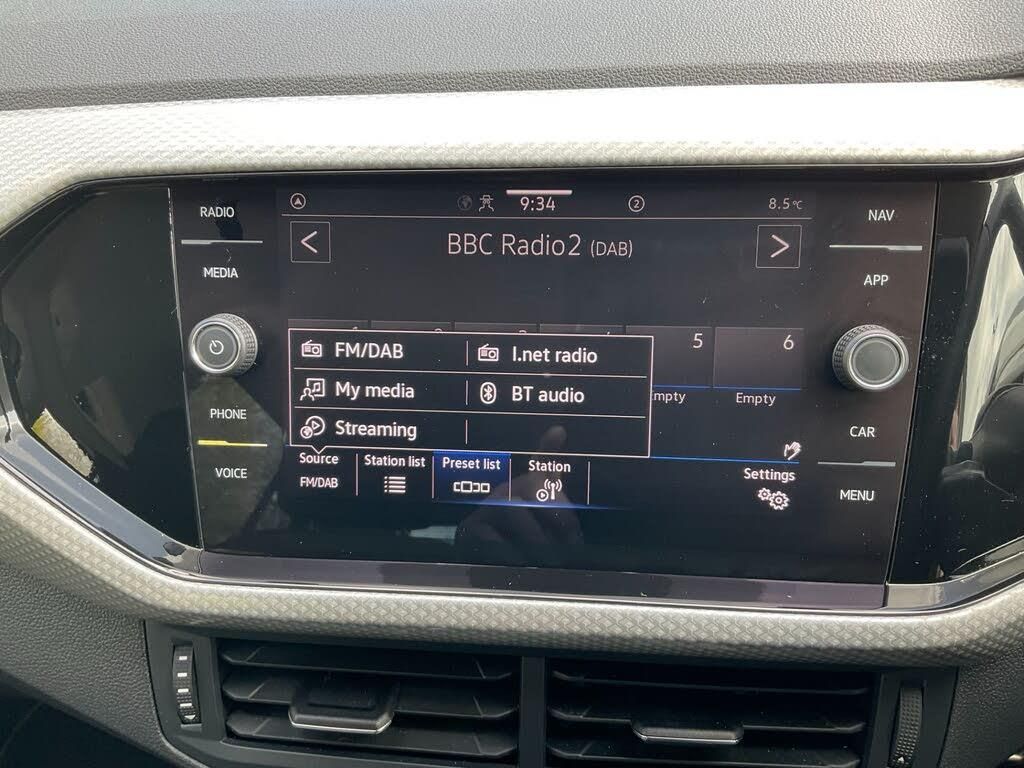 RADIO
MEDIA
PHONE
VOICE
9:34
2
8.5°C
BBC Radio2 (DAB)
5
6
mpty
Empty
FM/DAB
I.net radio
My media
BT audio
Streaming
Source
FM/DAB
Station list
Preset list
Station
Settings
NAV
APP
CAR
MENU